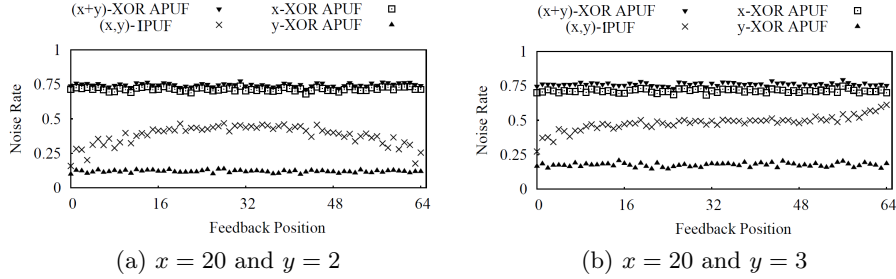 (x+y)-XOR APUF ▼ x-XOR APUF
(x,y)-IPUF × y-XOR APUF ▲
1
0.75
0.5
0.25
0
Noise Rate
0 16 32 48 64
Feedback Position
(a) x = 20 and y = 2
(x+y)-XOR APUF ▼ x-XOR APUF
(x,y)-IPUF × y-XOR APUF ▲
1
0.75
0.5
0.25
0
Noise Rate
0 16 32 48 64
Feedback Position
(b) x = 20 and y = 3